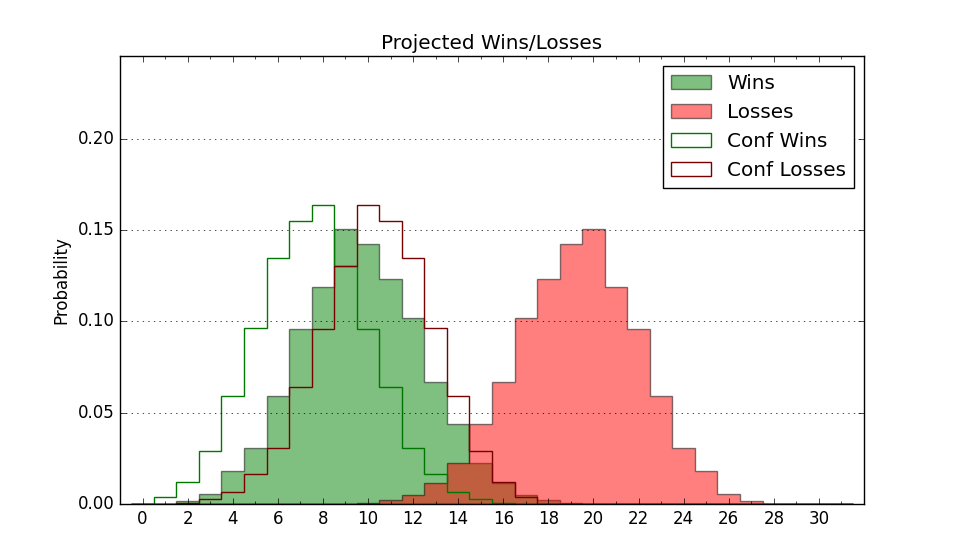 Projected Wins/Losses
Wins
Losses
Conf Wins
Conf Losses
Probability
0.20
0.15
0.10
0.05
0.00
0 2 4 6 8 10 12 14 16 18 20 22 24 26 28 30